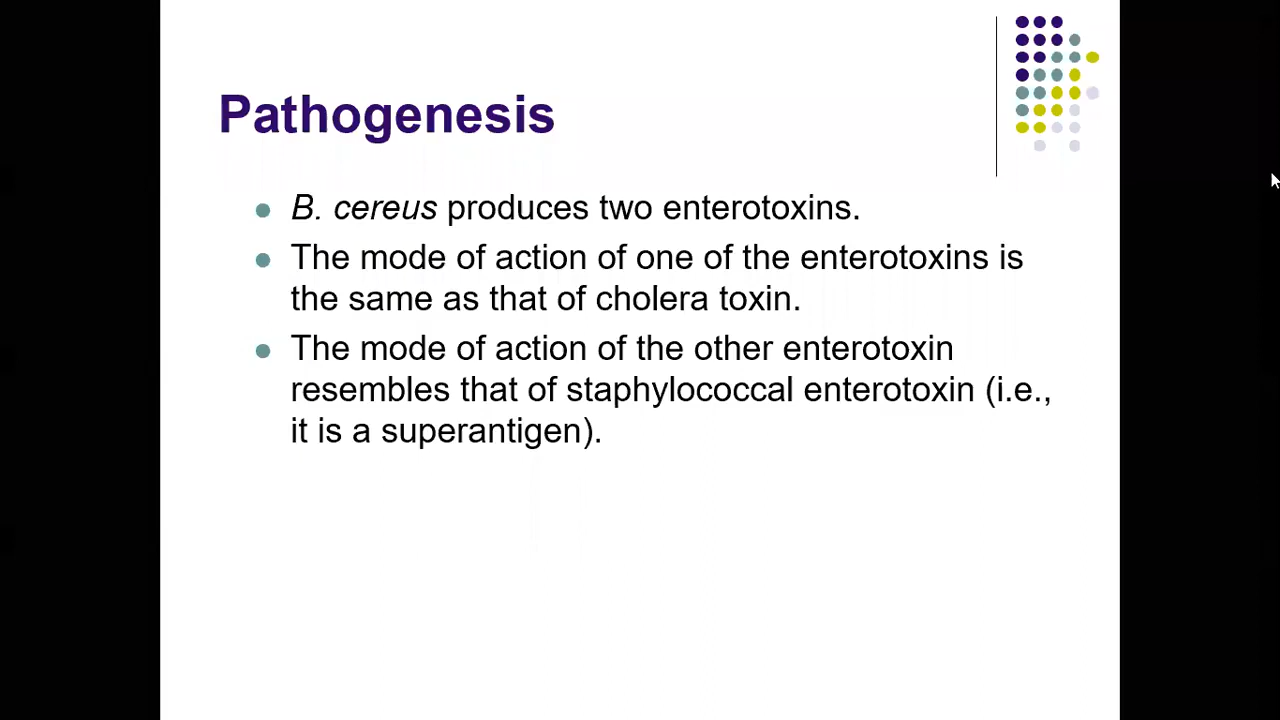 Pathogenesis
B. cereus produces two enterotoxins.
The mode of action of one of the enterotoxins is
the same as that of cholera toxin.
The mode of action of the other enterotoxin
resembles that of staphylococcal enterotoxin (i.e.,
it is a superantigen).